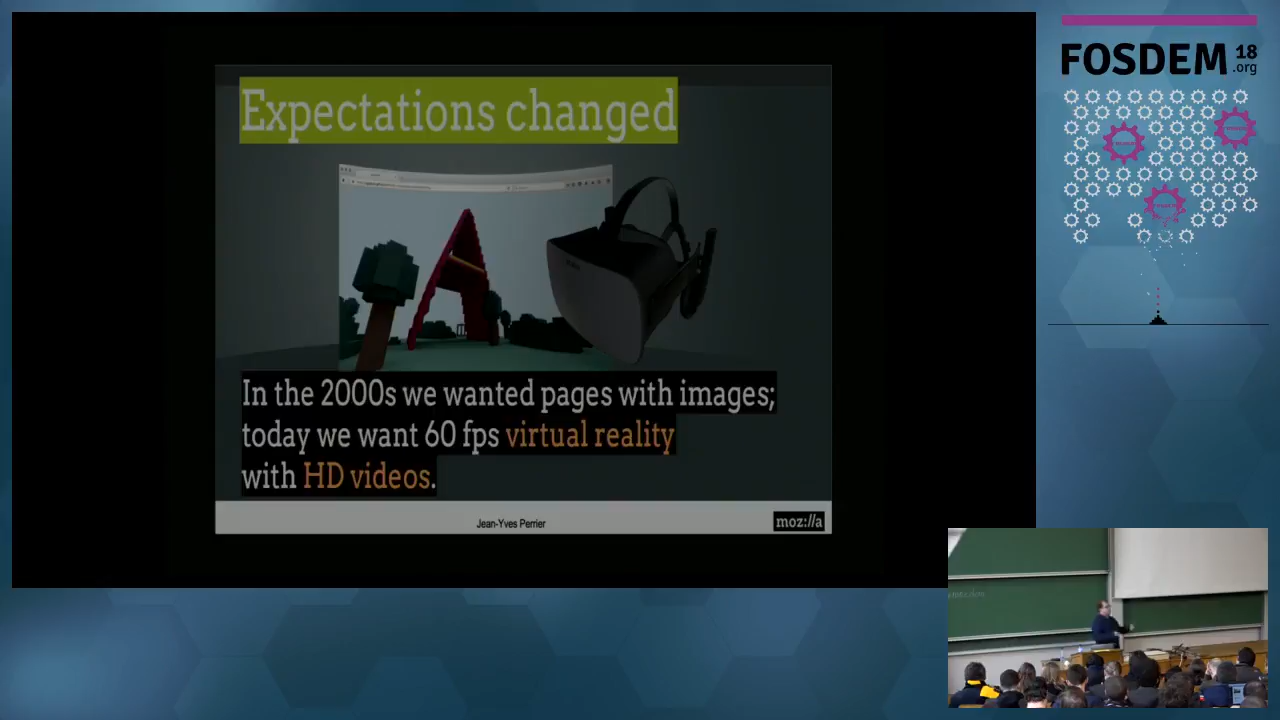 Expectations changed
In the 2000s we wanted pages with images;
today we want 60 fps virtual reality
with HD videos.
Jean-Yves Perrier
moz://a
FOSDEM 18
.org